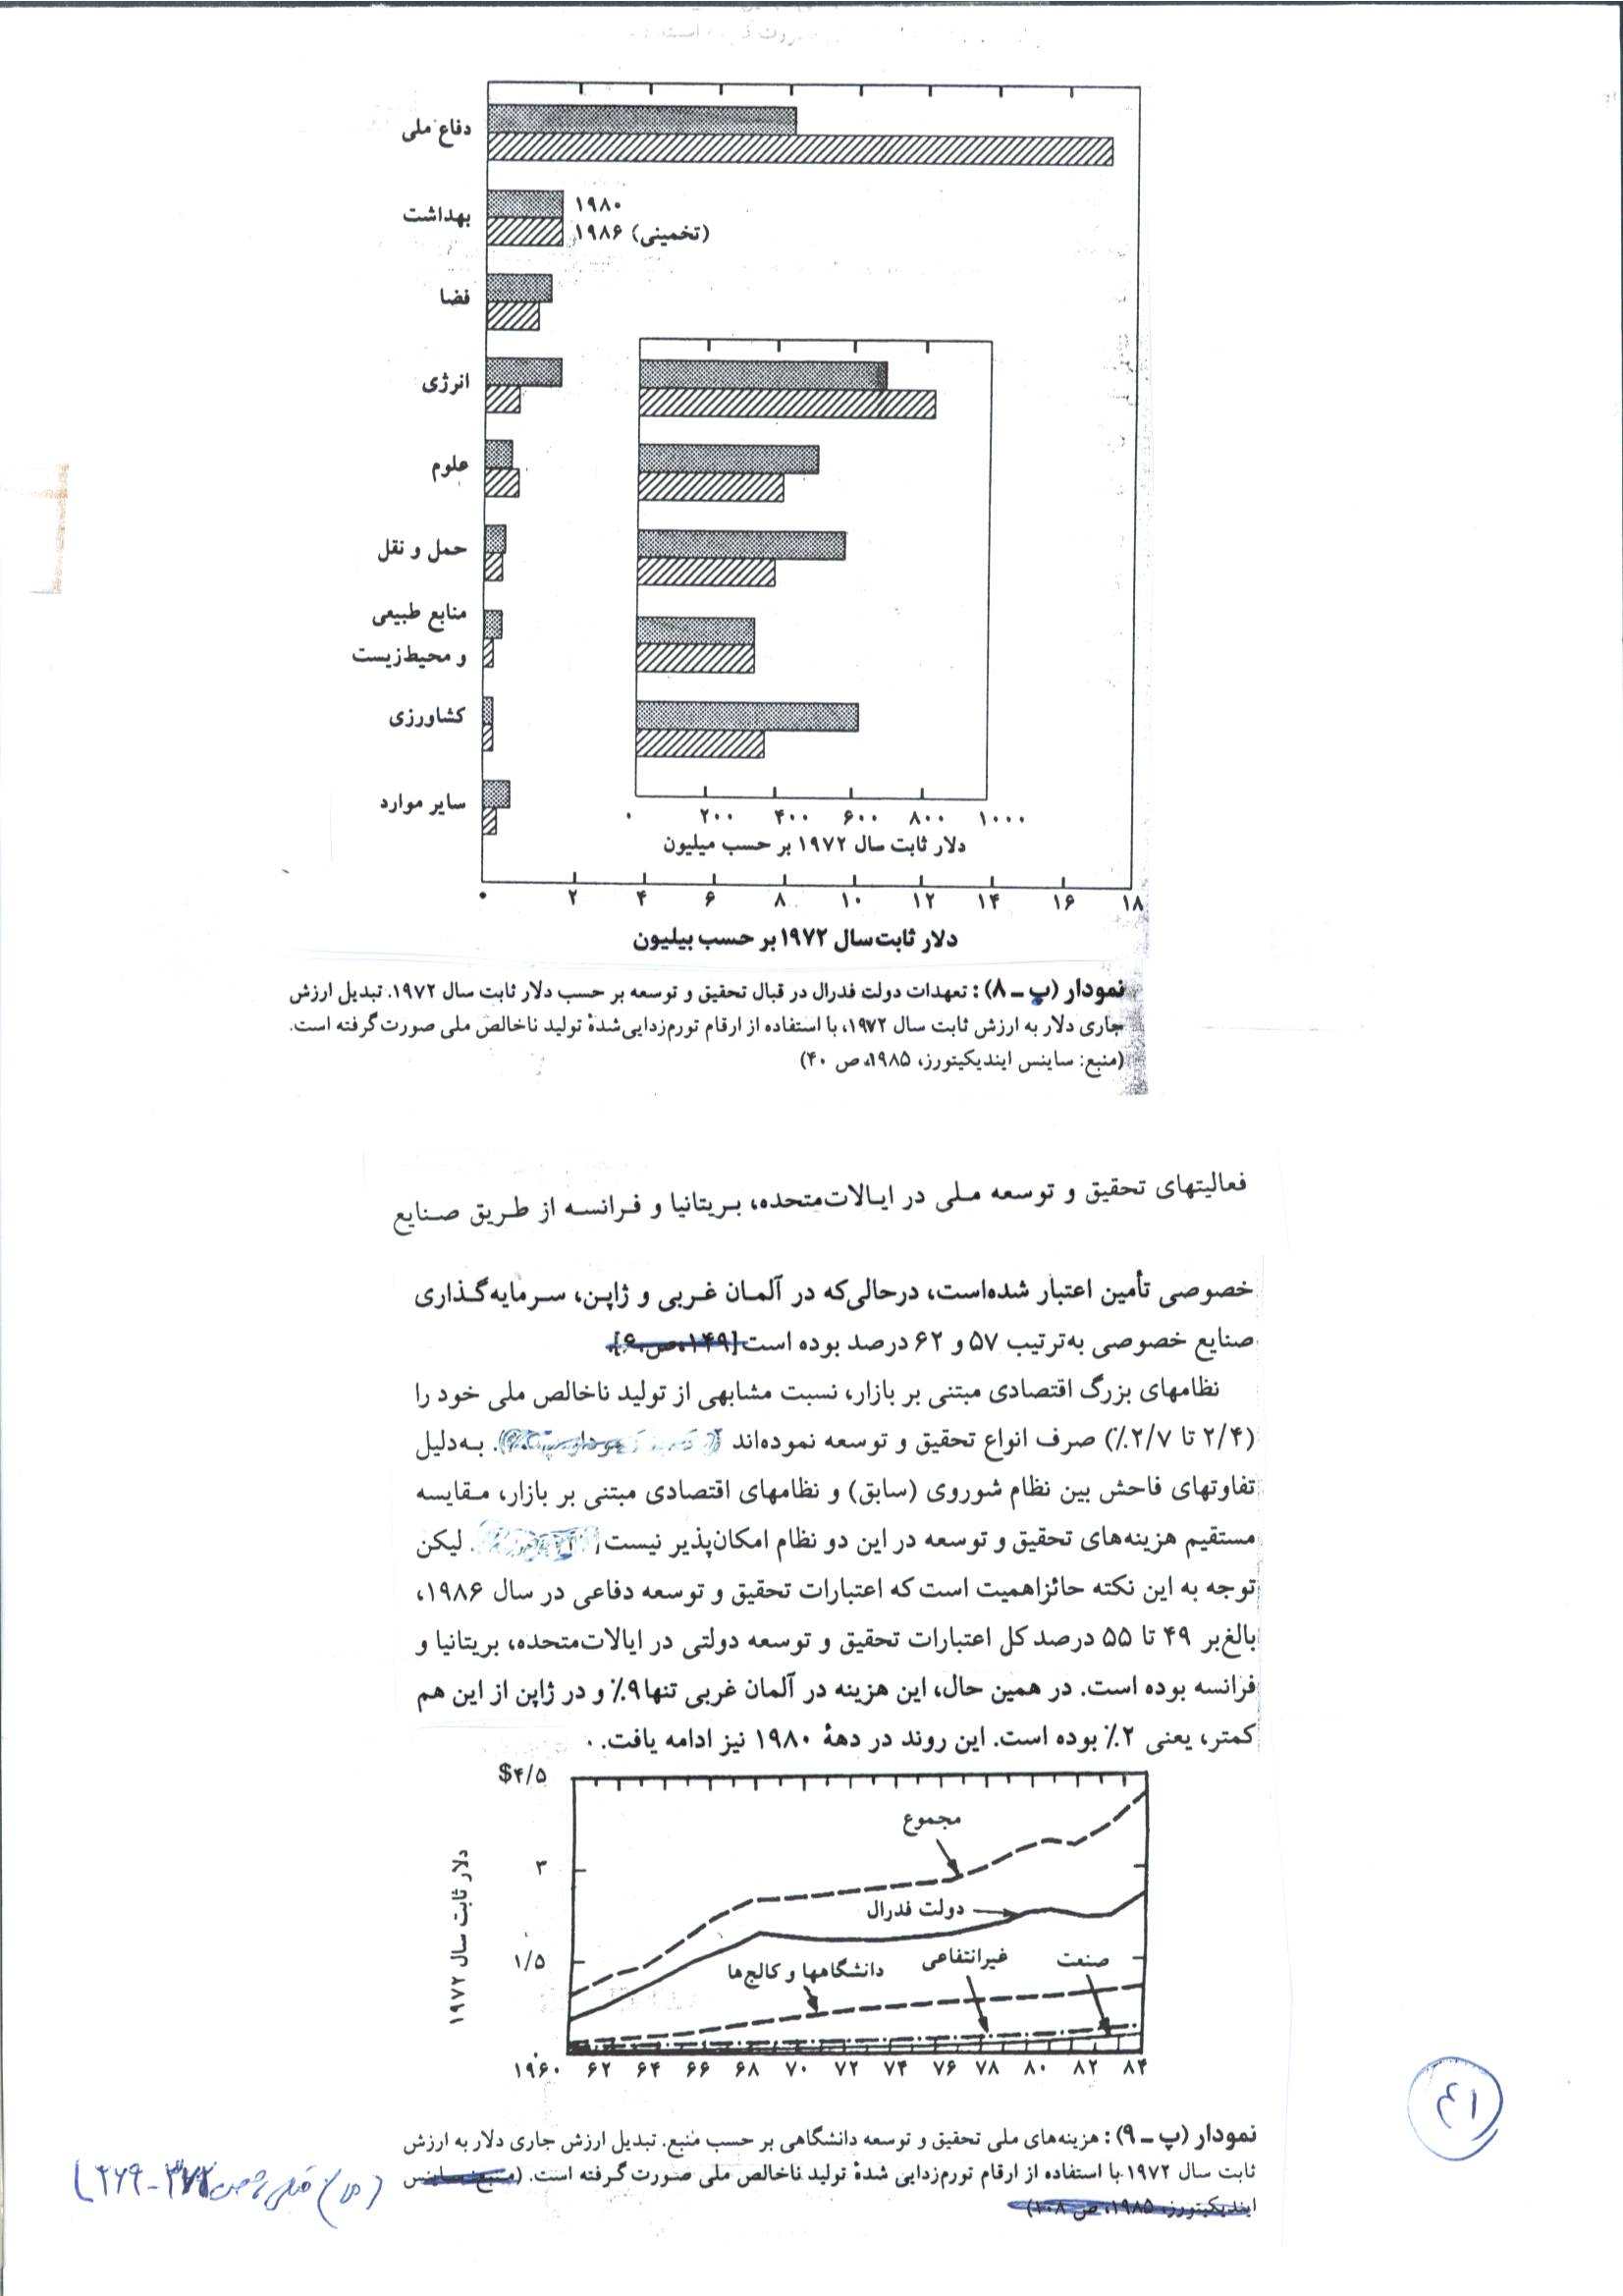 دفاع ملی
بهداشت
۱۹۸۰
۱۹۸۶ (تخمینی)
فضا
انرژی
علوم
حمل و نقل
منابع طبیعی
و محیط‌زیست
کشاورزی
سایر موارد
۰ ۲۰۰ ۴۰۰ ۶۰۰ ۸۰۰ ۱۰۰۰
دلار ثابت سال ۱۹۷۲ بر حسب میلیون
۰ ۲ ۴ ۶ ۸ ۱۰ ۱۲ ۱۴ ۱۶ ۱۸
دلار ثابت سال ۱۹۷۲ بر حسب بیلیون
نمودار (پ ـ ۸): تعهدات دولت فدرال در قبال تحقیق و توسعه بر حسب دلار ثابت سال ۱۹۷۲. تبدیل ارزش
جاری دلار به ارزش ثابت سال ۱۹۷۲، با استفاده از ارقام تورم‌زدایی‌شدهٔ تولید ناخالص ملی صورت گرفته است.
(منبع: ساینس ایندیکیتورز، ۱۹۸۵، ص ۴۰)
فعالیتهای تحقیق و توسعه ملی در ایالات‌متحده، بریتانیا و فرانسه از طریق صنایع
خصوصی تأمین اعتبار شده‌است، درحالی‌که در آلمان غربی و ژاپن، سرمایه‌گذاری
صنایع خصوصی به‌ترتیب ۵۷ و ۶۲ درصد بوده است [۱۴۹، ص ۶].
نظامهای بزرگ اقتصادی مبتنی بر بازار، نسبت مشابهی از تولید ناخالص ملی خود را
(۲/۴ تا ۲/۷٪) صرف انواع تحقیق و توسعه نموده‌اند. به‌دلیل
تفاوتهای فاحش بین نظام شوروی (سابق) و نظامهای اقتصادی مبتنی بر بازار، مقایسه
مستقیم هزینه‌های تحقیق و توسعه در این دو نظام امکان‌پذیر نیست. لیکن
توجه به این نکته حائزاهمیت است که اعتبارات تحقیق و توسعه دفاعی در سال ۱۹۸۶،
بالغ‌بر ۴۹ تا ۵۵ درصد کل اعتبارات تحقیق و توسعه دولتی در ایالات‌متحده، بریتانیا و
فرانسه بوده است. در همین حال، این هزینه در آلمان غربی تنها ۹٪ و در ژاپن از این هم
کمتر، یعنی ۲٪ بوده است. این روند در دههٔ ۱۹۸۰ نیز ادامه یافت.
$۴/۵
۳
۱/۵
۰
دلار ثابت سال ۱۹۷۲
مجموع
دولت فدرال
دانشگاهها و کالج‌ها
غیرانتفاعی
صنعت
۱۹۶۰ ۶۲ ۶۴ ۶۶ ۶۸ ۷۰ ۷۲ ۷۴ ۷۶ ۷۸ ۸۰ ۸۲ ۸۴
نمودار (پ ـ ۹): هزینه‌های ملی تحقیق و توسعه دانشگاهی بر حسب منبع. تبدیل ارزش جاری دلار به ارزش
ثابت سال ۱۹۷۲ با استفاده از ارقام تورم‌زدایی شدهٔ تولید ناخالص ملی صورت گرفته است. (منبع: ساینس
ایندیکیتورز، ۱۹۸۵، ص ۱۰۸)